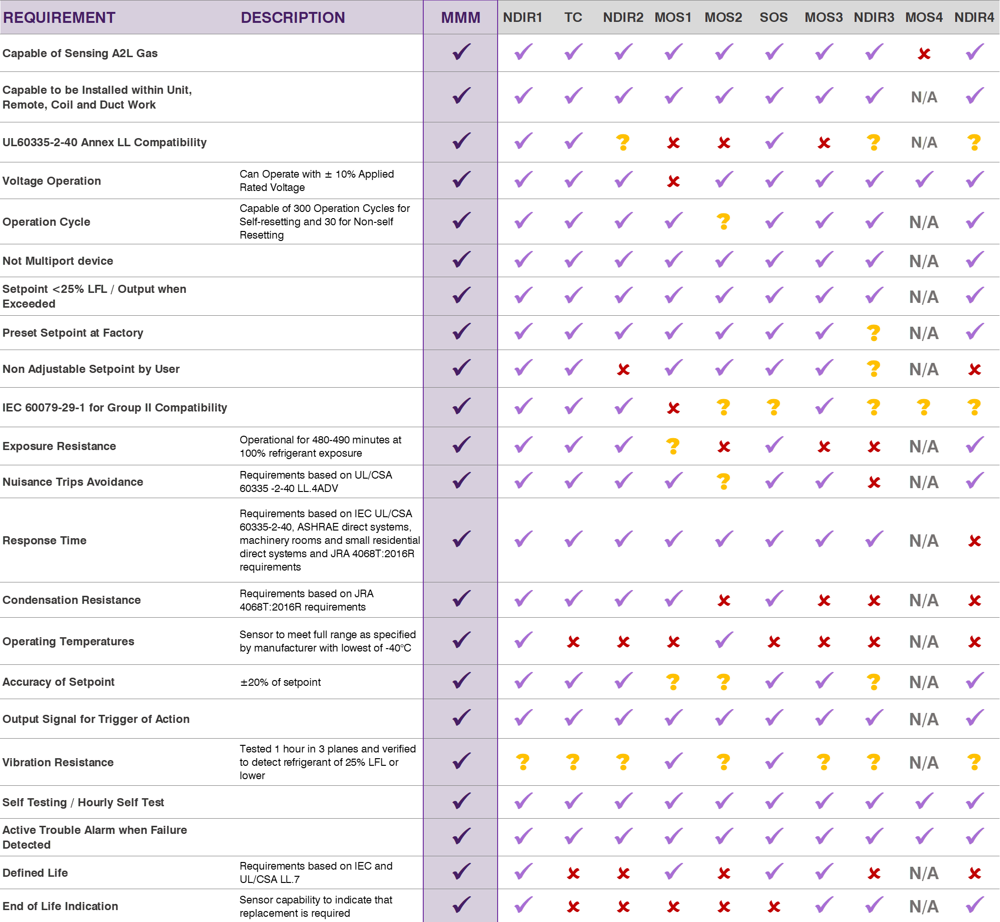 REQUIREMENT DESCRIPTION MMM NDIR1 TC NDIR2 MOS1 MOS2 SOS MOS3 NDIR3 MOS4 NDIR4
Capable of Sensing A2L Gas ✓ ✓ ✓ ✓ ✓ ✓ ✓ ✓ ✓ ✘ ✓
Capable to be Installed within Unit,
Remote, Coil and Duct Work ✓ ✓ ✓ ✓ ✓ ✓ ✓ ✓ ✓ N/A ✓
UL60335-2-40 Annex LL Compatibility ✓ ✓ ✓ ? ✘ ✘ ✓ ✘ ? N/A ?
Voltage Operation
Can Operate with ± 10% Applied
Rated Voltage
✓ ✓ ✓ ✓ ✘ ✓ ✓ ✓ ✓ ✓ ✓
Operation Cycle
Capable of 300 Operation Cycles for
Self-resetting and 30 for Non-self
Resetting
✓ ✓ ✓ ✓ ✓ ? ✓ ✓ ✓ N/A ✓
Not Multiport device ✓ ✓ ✓ ✓ ✓ ✓ ✓ ✓ ✓ N/A ✓
Setpoint <25% LFL / Output when
Exceeded ✓ ✓ ✓ ✓ ✓ ✓ ✓ ✓ ✓ N/A ✓
Preset Setpoint at Factory ✓ ✓ ✓ ✓ ✓ ✓ ✓ ✓ ? N/A ✓
Non Adjustable Setpoint by User ✓ ✓ ✓ ✘ ✓ ✓ ✓ ✓ ? N/A ✘
IEC 60079-29-1 for Group II Compatibility ✓ ✓ ✓ ✓ ✘ ? ? ✓ ? ? ?
Exposure Resistance
Operational for 480-490 minutes at
100% refrigerant exposure
✓ ✓ ✓ ✓ ? ✘ ✓ ✘ ✘ N/A ✓
Nuisance Trips Avoidance
Requirements based on UL/CSA
60335 -2-40 LL.4ADV
✓ ✓ ✓ ✓ ✓ ? ✓ ✓ ✘ N/A ✓
Response Time
Requirements based on IEC UL/CSA
60335-2-40, ASHRAE direct systems,
machinery rooms and small residential
direct systems and JRA 4068T:2016R
requirements
✓ ✓ ✓ ✓ ✓ ✓ ✓ ✓ ✓ N/A ✘
Condensation Resistance
Requirements based on JRA
4068T:2016R requirements
✓ ✓ ✓ ✓ ✓ ✘ ✓ ✘ ✘ N/A ✘
Operating Temperatures
Sensor to meet full range as specified
by manufacturer with lowest of -40°C
✓ ✓ ✘ ✘ ✘ ✓ ✘ ✘ ✘ N/A ✘
Accuracy of Setpoint ±20% of setpoint ✓ ✓ ✓ ✓ ? ? ✓ ✓ ? N/A ✓
Output Signal for Trigger of Action ✓ ✓ ✓ ✓ ✓ ✓ ✓ ✓ ✓ N/A ✓
Vibration Resistance
Tested 1 hour in 3 planes and verified
to detect refrigerant of 25% LFL or
lower
✓ ? ? ? ✓ ? ✓ ? ? N/A ?
Self Testing / Hourly Self Test ✓ ✓ ✓ ✓ ✓ ✓ ✓ ✓ ✓ ✓ ✓
Active Trouble Alarm when Failure
Detected ✓ ✓ ✓ ✓ ✓ ✓ ✓ ✓ ✓ ✓ ✓
Defined Life
Requirements based on IEC and
UL/CSA LL.7
✓ ✓ ✘ ✘ ✓ ✘ ✓ ✓ ✘ N/A ✘
End of Life Indication
Sensor capability to indicate that
replacement is required
✓ ✓ ✘ ✘ ✘ ✘ ✘ ✓ ✓ N/A ✓